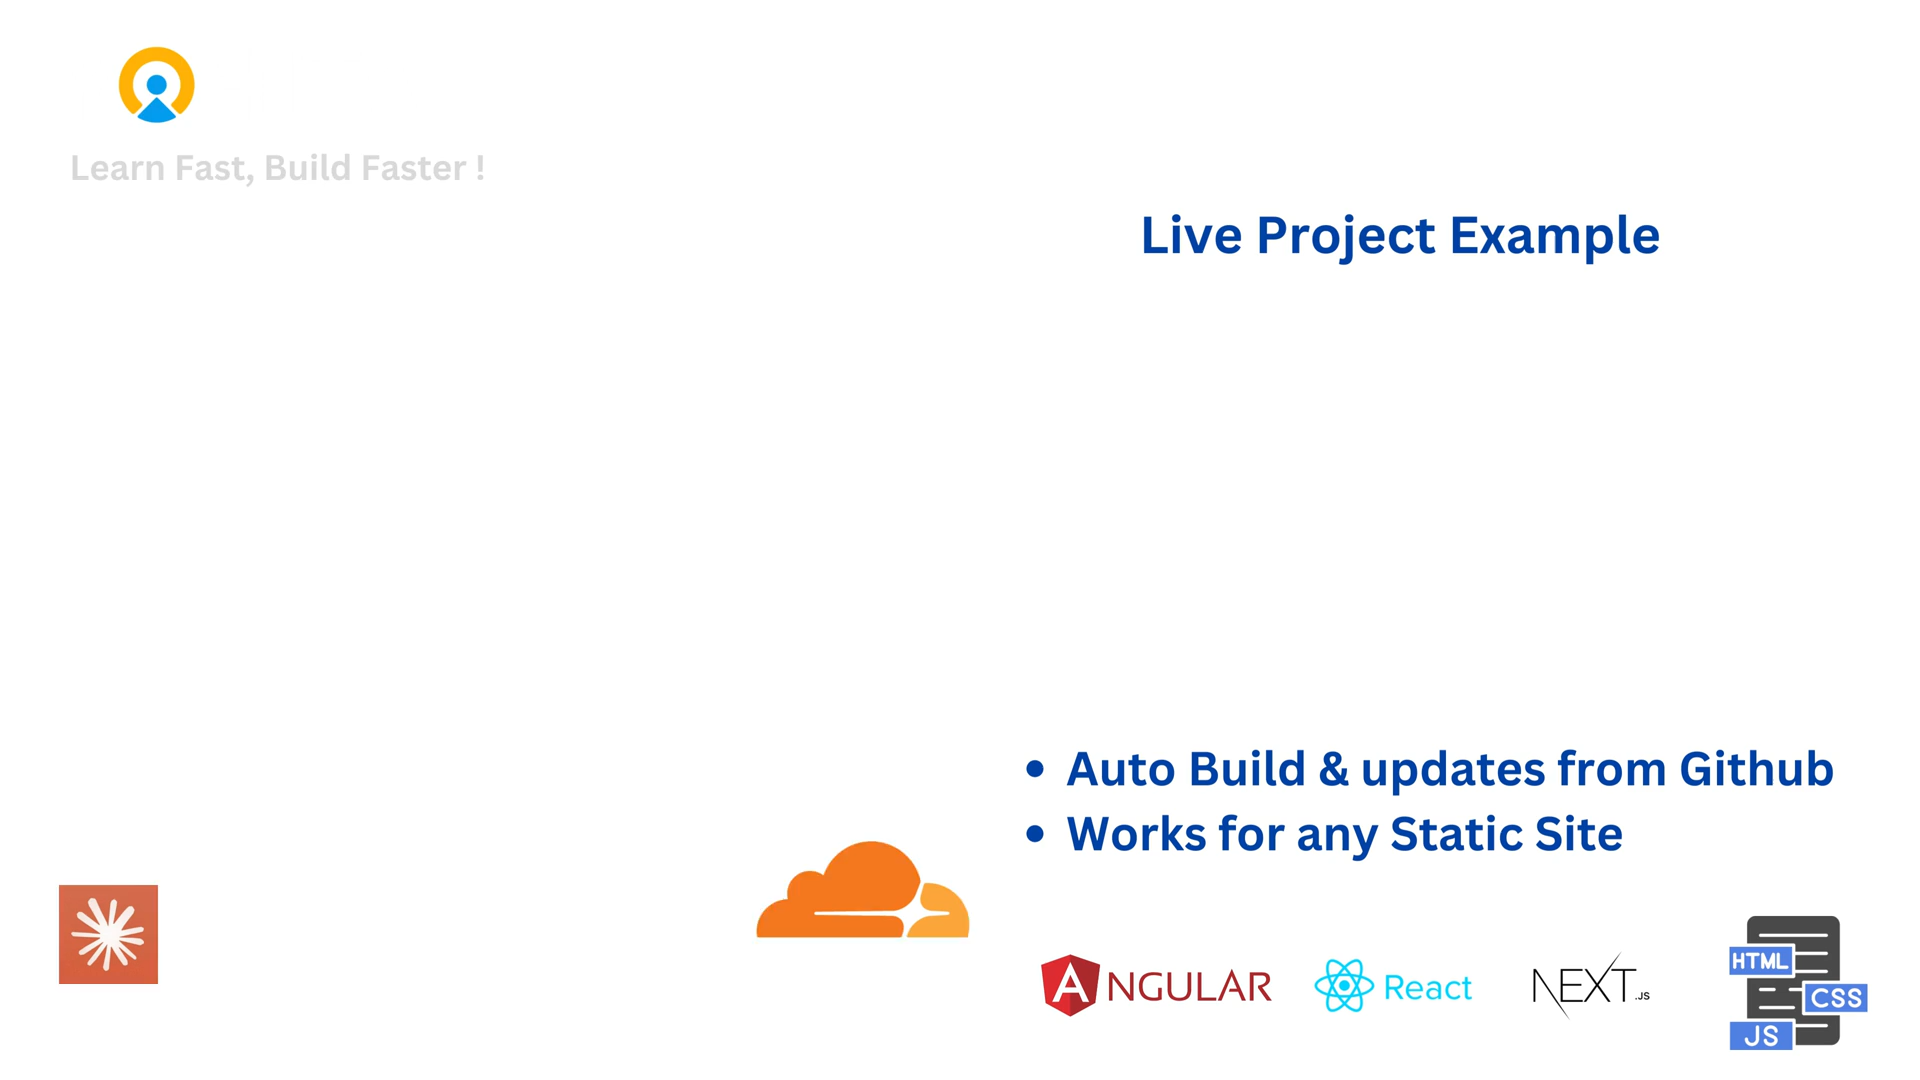 Learn Fast, Build Faster !
Live Project Example
• Auto Build & updates from Github
• Works for any Static Site
ANGULAR
React
NEXT.JS
HTML
CSS
JS